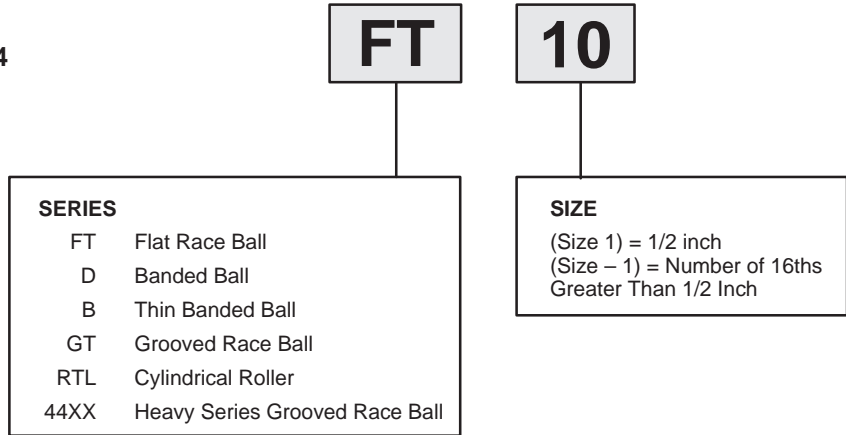 4
FT 10
SERIES
FT Flat Race Ball
D Banded Ball
B Thin Banded Ball
GT Grooved Race Ball
RTL Cylindrical Roller
44XX Heavy Series Grooved Race Ball
SIZE
(Size 1) = 1/2 inch
(Size – 1) = Number of 16ths
Greater Than 1/2 Inch